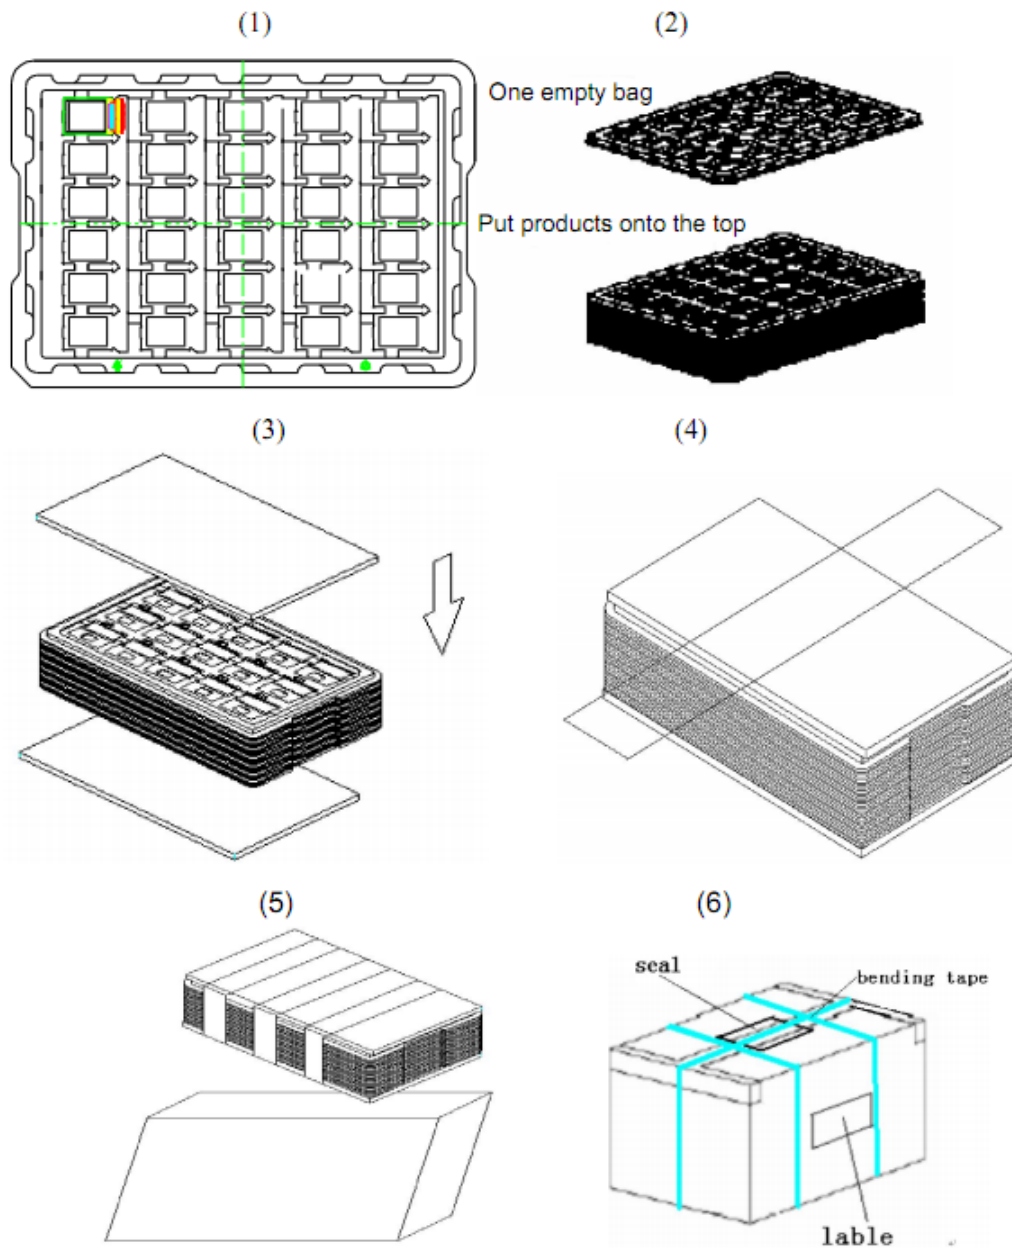 (1)
(2)
One empty bag
Put products onto the top
(3)
(4)
(5)
(6)
seal
bending tape
lable